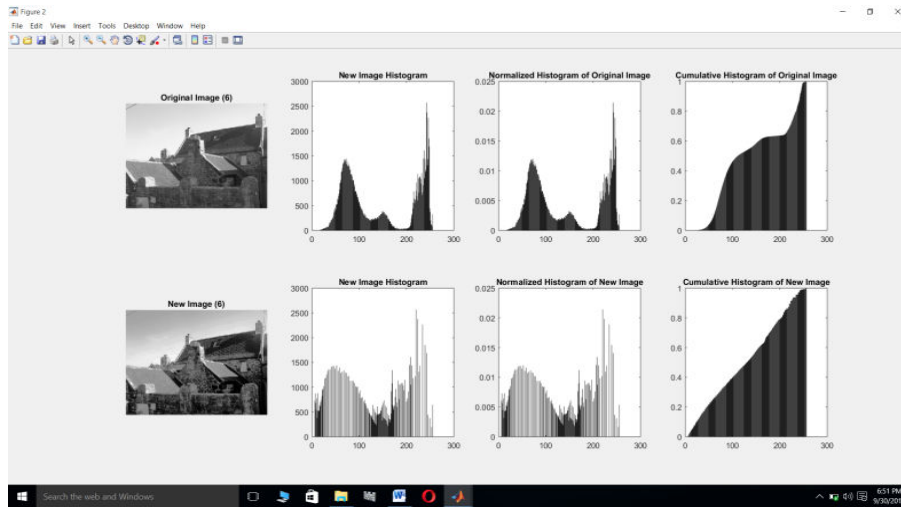 Figure 2
File Edit View Insert Tools Desktop Window Help
Original Image (6)
New Image Histogram
3000
2500
2000
1500
1000
500
0
0 100 200 300
Normalized Histogram of Original Image
0.025
0.02
0.015
0.01
0.005
0
0 100 200 300
Cumulative Histogram of Original Image
1
0.8
0.6
0.4
0.2
0
0 100 200 300
New Image (6)
New Image Histogram
3000
2500
2000
1500
1000
500
0
0 100 200 300
Normalized Histogram of New Image
0.025
0.02
0.015
0.01
0.005
0
0 100 200 300
Cumulative Histogram of New Image
1
0.8
0.6
0.4
0.2
0
0 100 200 300
Search the web and Windows
6:51 PM
9/30/201